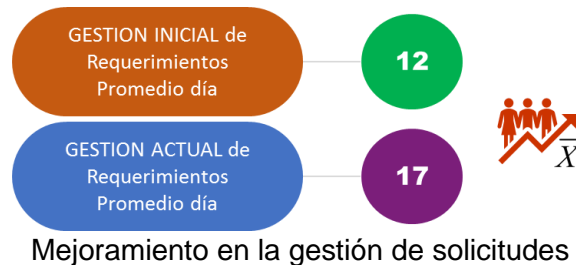 GESTION INICIAL de
Requerimientos
Promedio día
12
GESTION ACTUAL de
Requerimientos
Promedio día
17
X̅
Mejoramiento en la gestión de solicitudes